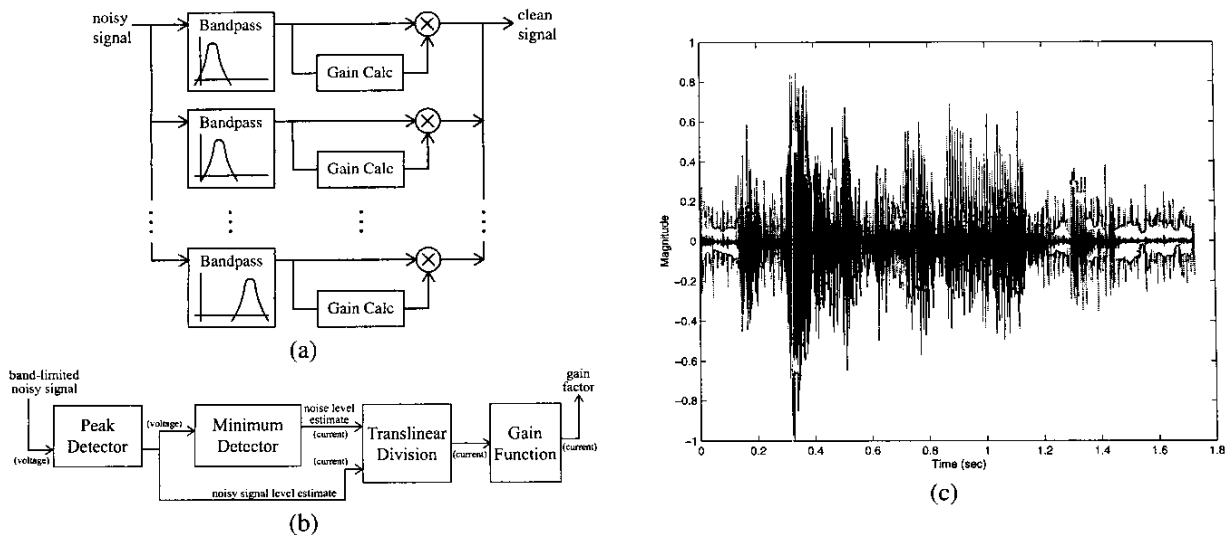 noisy
signal
Bandpass
Gain Calc
clean
signal
Bandpass
Gain Calc
Bandpass
Gain Calc
(a)
band-limited
noisy signal
(voltage)
Peak
Detector
(voltage)
Minimum
Detector
noise level
estimate
(current)
(current)
noisy signal level estimate
Translinear
Division
(current)
Gain
Function
gain
factor
(current)
(b)
1
0.8
0.6
0.4
0.2
0
-0.2
-0.4
-0.6
-0.8
-1
Magnitude
0
0.2
0.4
0.6
0.8
1
1.2
1.4
1.6
1.8
Time (sec)
(c)